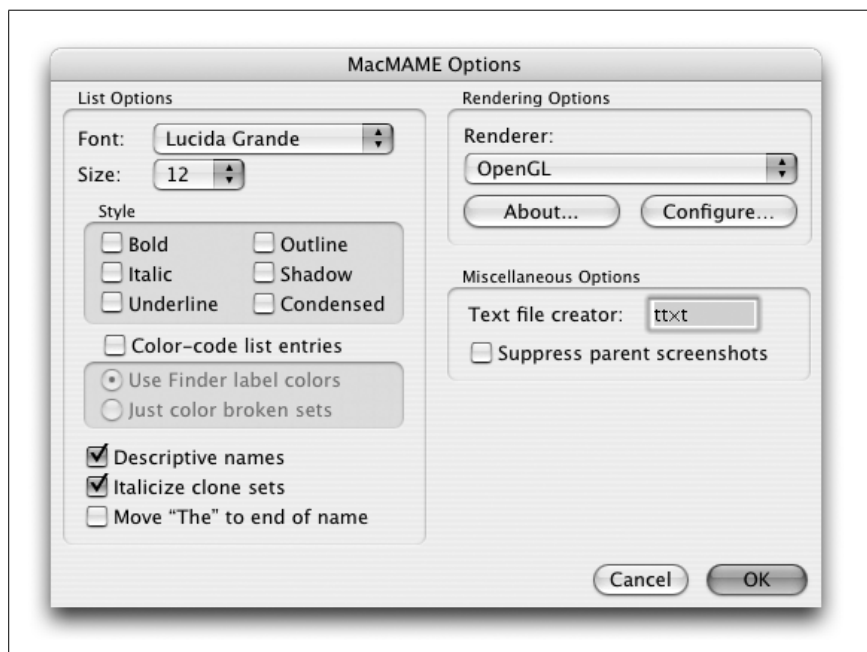 MacMAME Options
List Options
Font: Lucida Grande
Size: 12
Style
Bold Outline
Italic Shadow
Underline Condensed
Color-code list entries
Use Finder label colors
Just color broken sets
Descriptive names
Italicize clone sets
Move “The” to end of name
Rendering Options
Renderer:
OpenGL
About... Configure...
Miscellaneous Options
Text file creator: ttxt
Suppress parent screenshots
Cancel OK